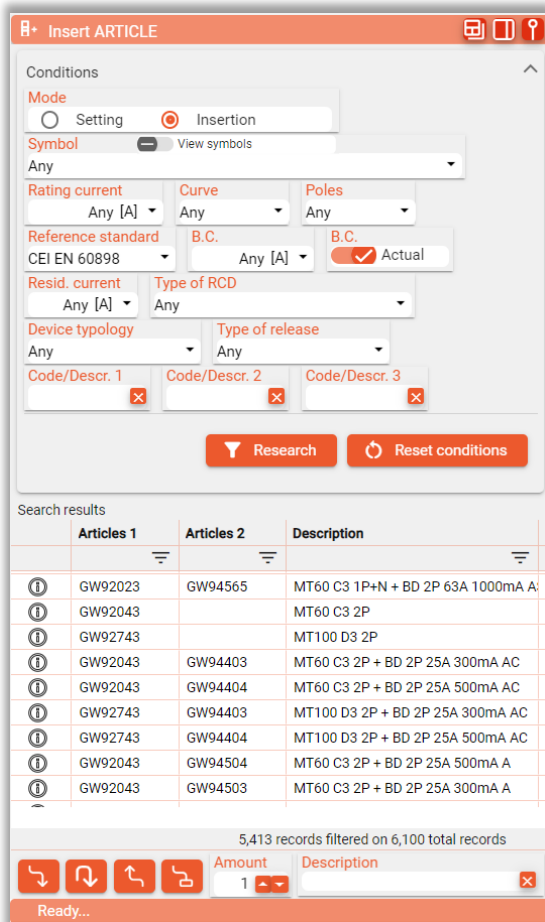 Insert ARTICLE
Conditions
Mode
Setting Insertion
Symbol View symbols
Any
Rating current Curve Poles
Any [A] Any Any
Reference standard B.C. B.C.
CEI EN 60898 Any [A] Actual
Resid. current Type of RCD
Any [A] Any
Device typology Type of release
Any Any
Code/Descr. 1 Code/Descr. 2 Code/Descr. 3
Research Reset conditions
Search results
Articles 1 Articles 2 Description
GW92023 GW94565 MT60 C3 1P+N + BD 2P 63A 1000mA A
GW92043 MT60 C3 2P
GW92743 MT100 D3 2P
GW92043 GW94403 MT60 C3 2P + BD 2P 25A 300mA AC
GW92043 GW94404 MT60 C3 2P + BD 2P 25A 500mA AC
GW92743 GW94403 MT100 D3 2P + BD 2P 25A 300mA AC
GW92743 GW94404 MT100 D3 2P + BD 2P 25A 500mA AC
GW92043 GW94504 MT60 C3 2P + BD 2P 25A 500mA A
GW92043 GW94503 MT60 C3 2P + BD 2P 25A 300mA A
5,413 records filtered on 6,100 total records
Amount Description
1
Ready...